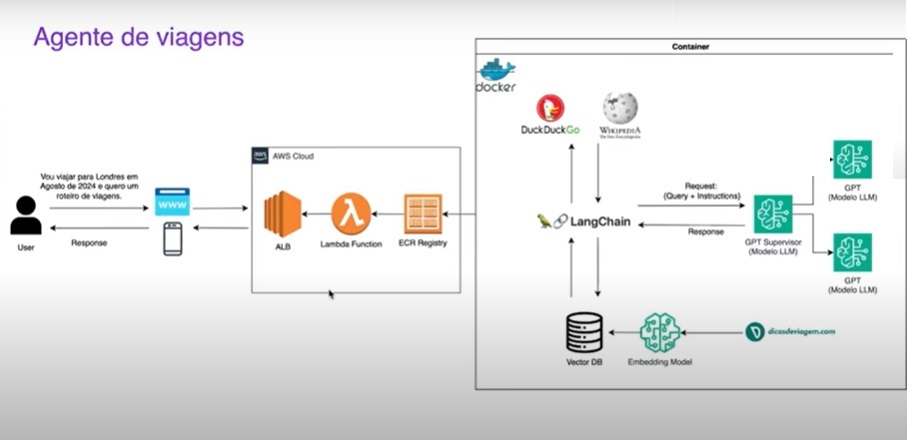 Agente de viagens
Container
docker
DuckDuckGo
WIKIPEDIA
The Free Encyclopedia
aws
AWS Cloud
Vou viajar para Londres em
Agosto de 2024 e quero um
roteiro de viagens.
www
User
Response
ALB
Lambda Function
ECR Registry
LangChain
Request:
(Query + Instructions)
Response
GPT Supervisor
(Modelo LLM)
GPT
(Modelo LLM)
GPT
(Modelo LLM)
Vector DB
Embedding Model
dicasdeviagem.com